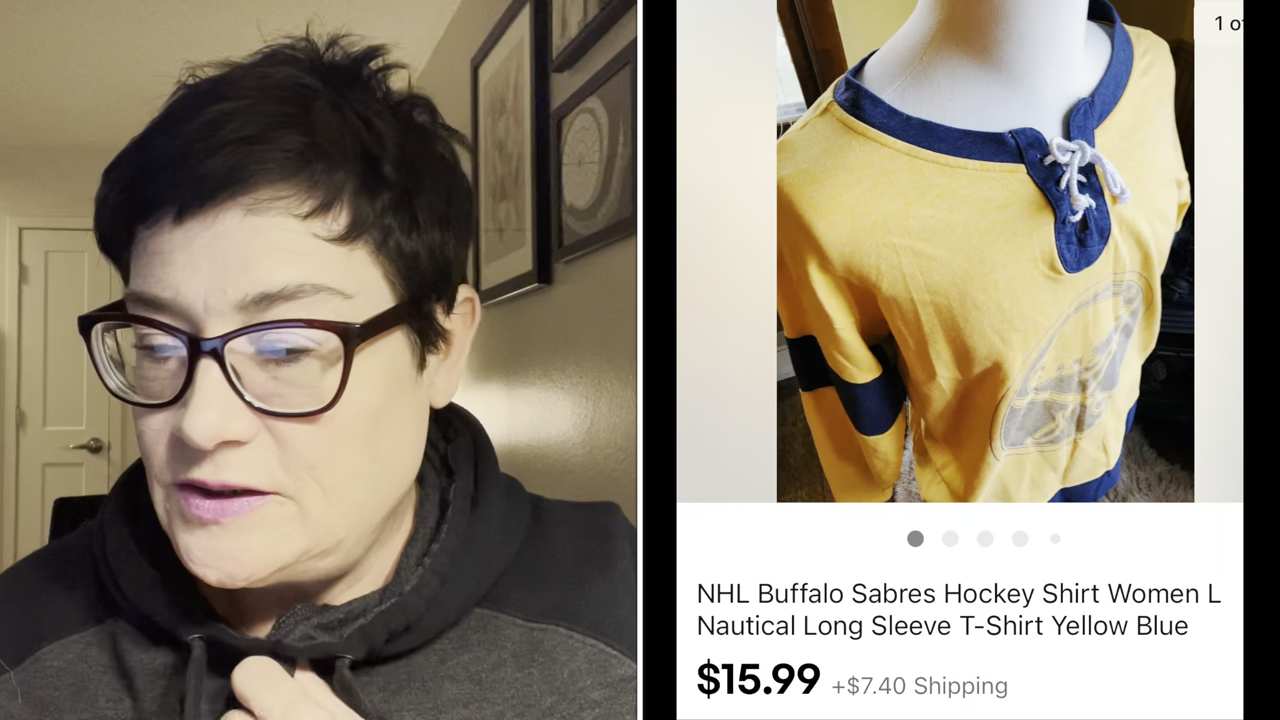 1 of
NHL Buffalo Sabres Hockey Shirt Women L
Nautical Long Sleeve T-Shirt Yellow Blue
$15.99 +$7.40 Shipping